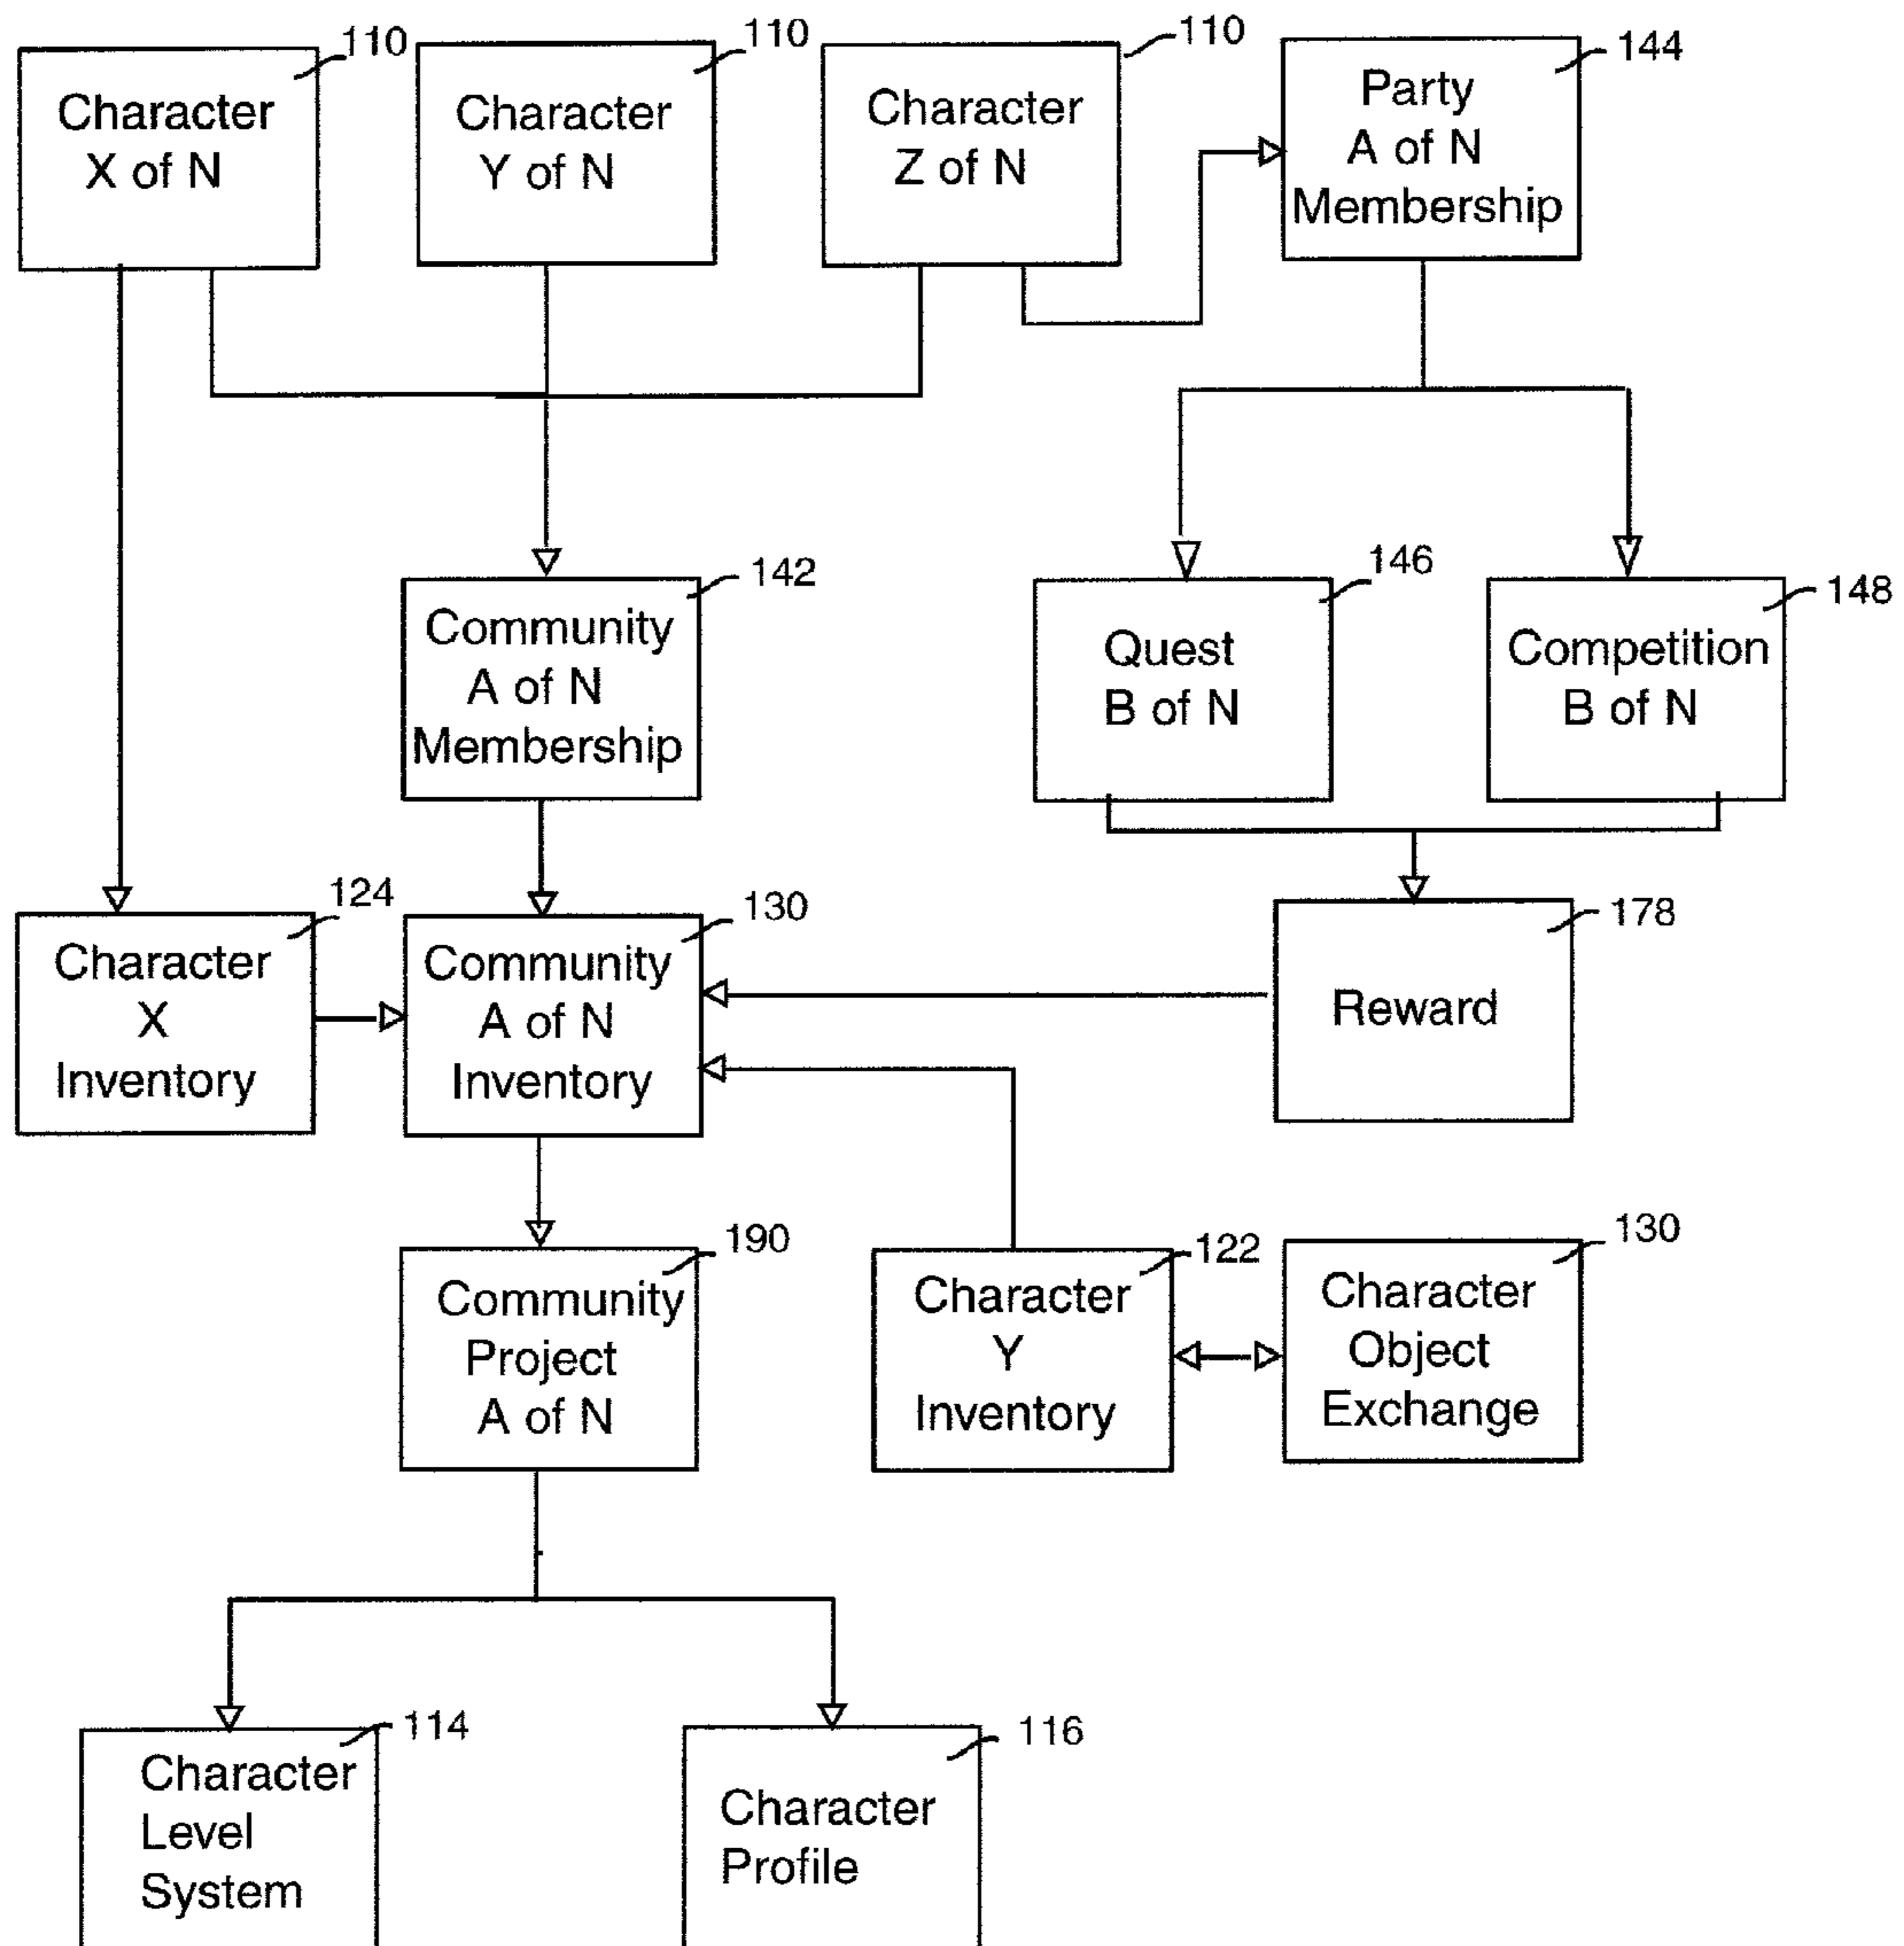 110
Character
X of N
110
Character
Y of N
110
Character
Z of N
144
Party
A of N
Membership
142
Community
A of N
Membership
146
Quest
B of N
148
Competition
B of N
124
Character
X
Inventory
130
Community
A of N
Inventory
178
Reward
190
Community
Project
A of N
122
Character
Y
Inventory
130
Character
Object
Exchange
114
Character
Level
System
116
Character
Profile